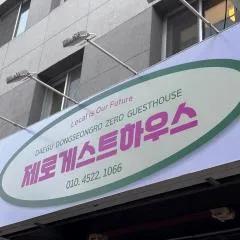 Local is Our Future
DAEGU DONGSEONGRO ZERO GUESTHOUSE
제로게스트하우스
010. 4522. 1066